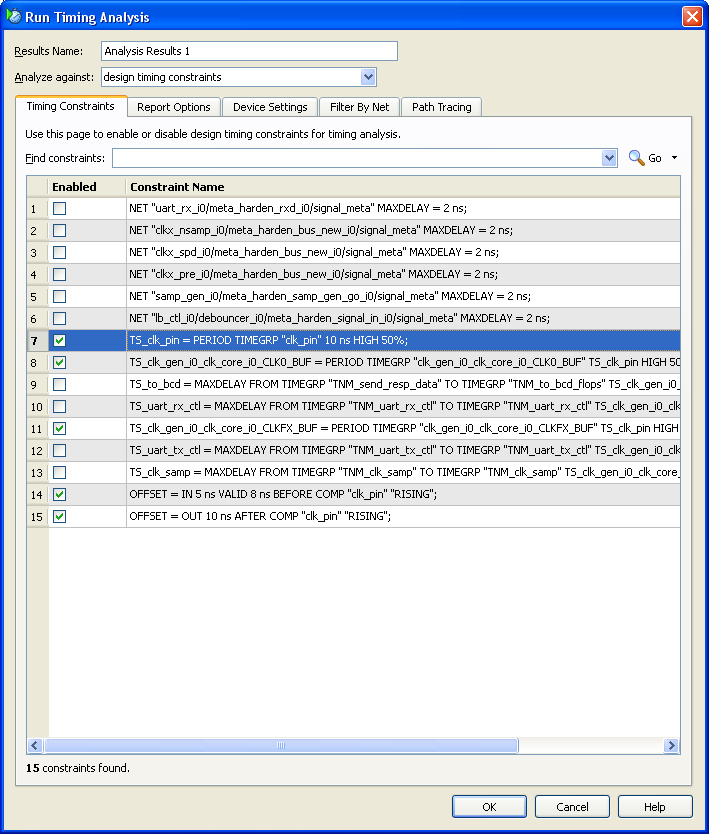 Run Timing Analysis
Results Name: Analysis Results 1
Analyze against: design timing constraints
Timing Constraints Report Options Device Settings Filter By Net Path Tracing
Use this page to enable or disable design timing constraints for timing analysis.
Find constraints: Go
Enabled Constraint Name
1 NET "uart_rx_i0/meta_harden_rxd_i0/signal_meta" MAXDELAY = 2 ns;
2 NET "clkx_nsamp_i0/meta_harden_bus_new_i0/signal_meta" MAXDELAY = 2 ns;
3 NET "clkx_spd_i0/meta_harden_bus_new_i0/signal_meta" MAXDELAY = 2 ns;
4 NET "clkx_pre_i0/meta_harden_bus_new_i0/signal_meta" MAXDELAY = 2 ns;
5 NET "samp_gen_i0/meta_harden_samp_gen_go_i0/signal_meta" MAXDELAY = 2 ns;
6 NET "lb_ctl_i0/debouncer_i0/meta_harden_signal_in_i0/signal_meta" MAXDELAY = 2 ns;
7 TS_clk_pin = PERIOD TIMEGRP "clk_pin" 10 ns HIGH 50%;
8 TS_clk_gen_i0_clk_core_i0_CLK0_BUF = PERIOD TIMEGRP "clk_gen_i0_clk_core_i0_CLK0_BUF" TS_clk_pin HIGH 50
9 TS_to_bcd = MAXDELAY FROM TIMEGRP "TNM_send_resp_data" TO TIMEGRP "TNM_to_bcd_flops" TS_clk_gen_i0_
10 TS_uart_rx_ctl = MAXDELAY FROM TIMEGRP "TNM_uart_rx_ctl" TO TIMEGRP "TNM_uart_rx_ctl" TS_clk_gen_i0_clk
11 TS_clk_gen_i0_clk_core_i0_CLKFX_BUF = PERIOD TIMEGRP "clk_gen_i0_clk_core_i0_CLKFX_BUF" TS_clk_pin HIGH
12 TS_uart_tx_ctl = MAXDELAY FROM TIMEGRP "TNM_uart_tx_ctl" TO TIMEGRP "TNM_uart_tx_ctl" TS_clk_gen_i0_clk
13 TS_clk_samp = MAXDELAY FROM TIMEGRP "TNM_clk_samp" TO TIMEGRP "TNM_clk_samp" TS_clk_gen_i0_clk_core_
14 OFFSET = IN 5 ns VALID 8 ns BEFORE COMP "clk_pin" "RISING";
15 OFFSET = OUT 10 ns AFTER COMP "clk_pin" "RISING";
15 constraints found.
OK Cancel Help